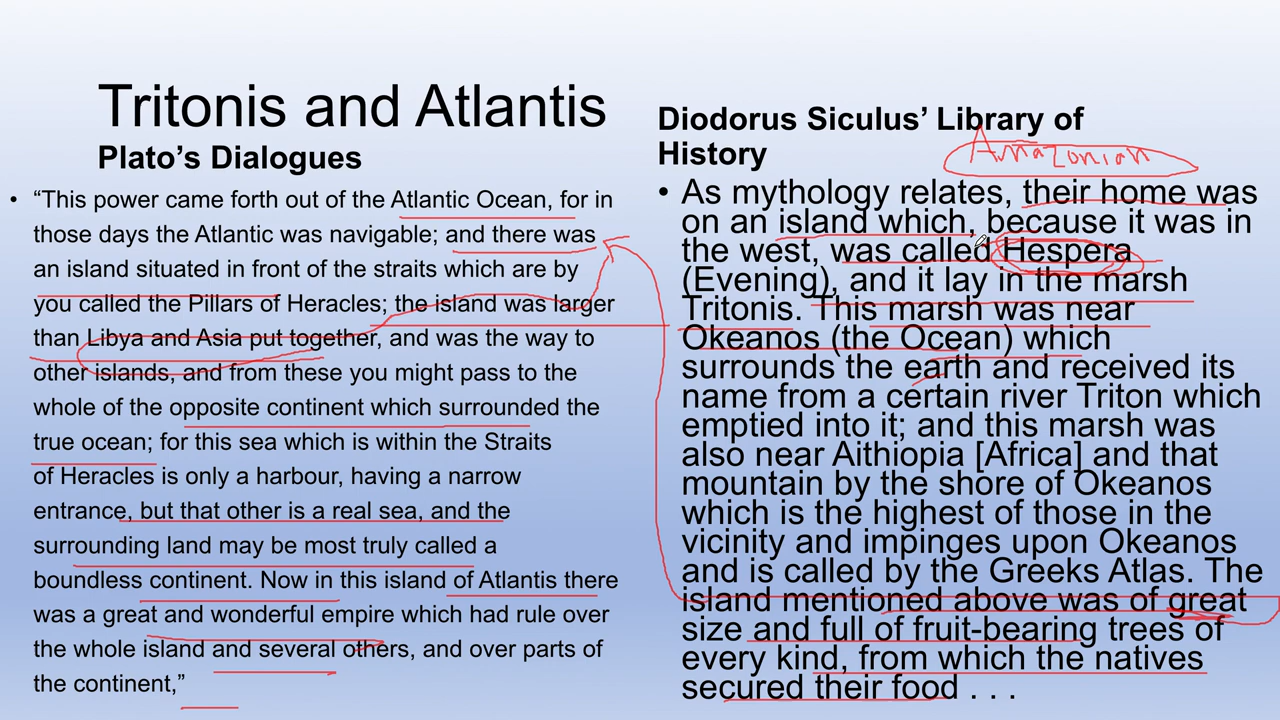 Tritonis and Atlantis
Plato's Dialogues
• “This power came forth out of the Atlantic Ocean, for in
those days the Atlantic was navigable; and there was
an island situated in front of the straits which are by
you called the Pillars of Heracles; the island was larger
than Libya and Asia put together, and was the way to
other islands, and from these you might pass to the
whole of the opposite continent which surrounded the
true ocean; for this sea which is within the Straits
of Heracles is only a harbour, having a narrow
entrance, but that other is a real sea, and the
surrounding land may be most truly called a
boundless continent. Now in this island of Atlantis there
was a great and wonderful empire which had rule over
the whole island and several others, and over parts of
the continent,”
Diodorus Siculus’ Library of
History
Amazonian
• As mythology relates, their home was
on an island which, because it was in
the west, was called Hespera
(Evening), and it lay in the marsh
Tritonis. This marsh was near
Okeanos (the Ocean) which
surrounds the earth and received its
name from a certain river Triton which
emptied into it; and this marsh was
also near Aithiopia [Africa] and that
mountain by the shore of Okeanos
which is the highest of those in the
vicinity and impinges upon Okeanos
and is called by the Greeks Atlas. The
island mentioned above was of great
size and full of fruit-bearing trees of
every kind, from which the natives
secured their food . . .